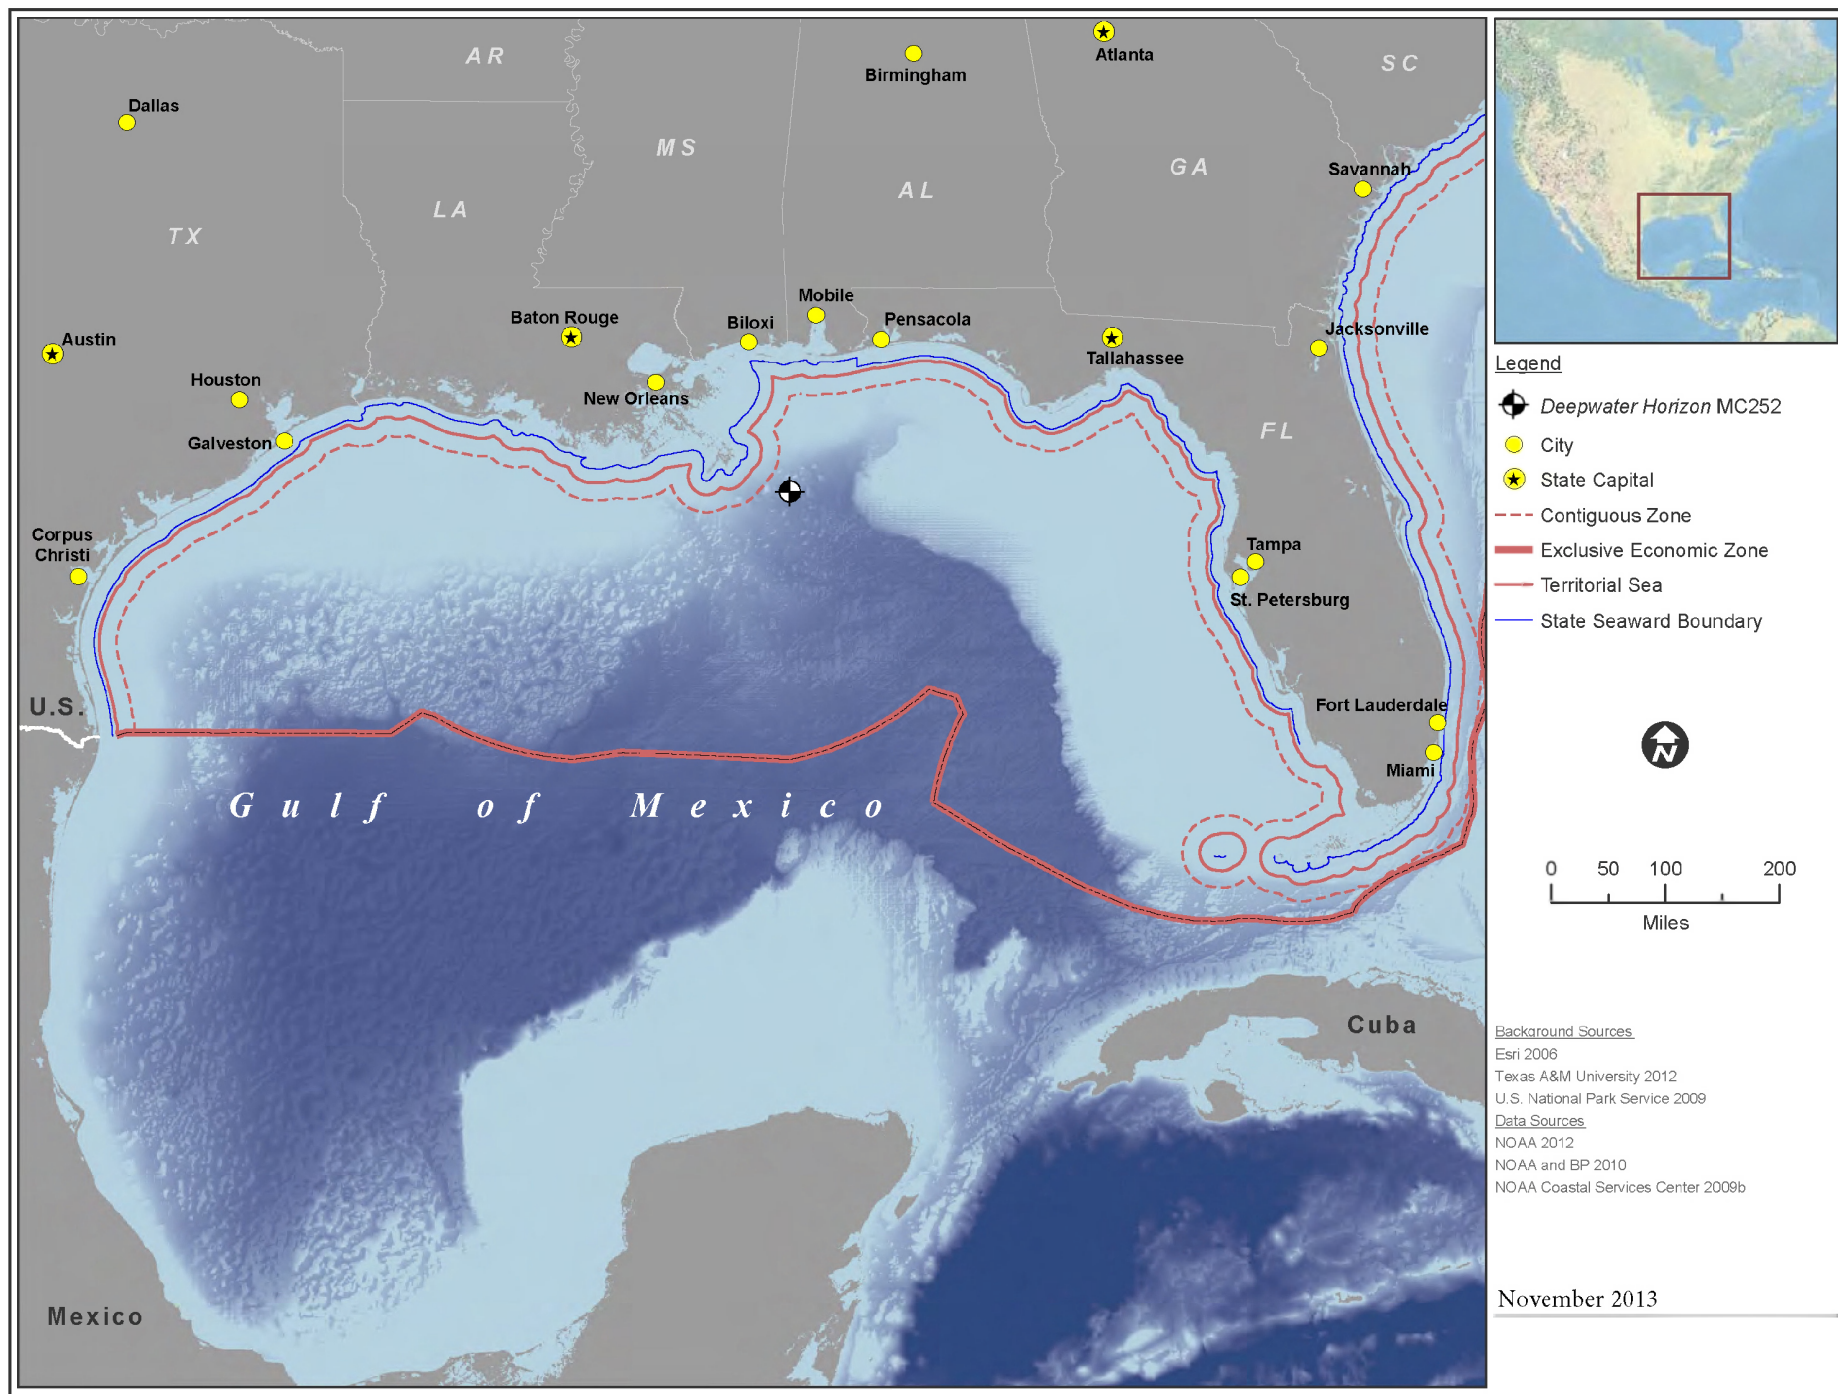 AR
Atlanta
Birmingham
SC
Dallas
MS
GA
Savannah
LA
AL
TX
Mobile
Baton Rouge
Biloxi
Pensacola
Austin
Jacksonville
Tallahassee
Houston
New Orleans
Galveston
FL
Corpus
Christi
Tampa
St. Petersburg
U.S.
Fort Lauderdale
Miami
Gulf of Mexico
Cuba
Mexico
Legend
Deepwater Horizon MC252
City
State Capital
Contiguous Zone
Exclusive Economic Zone
Territorial Sea
State Seaward Boundary
N
0 50 100 200
Miles
Background Sources
Esri 2006
Texas A&M University 2012
U.S. National Park Service 2009
Data Sources
NOAA 2012
NOAA and BP 2010
NOAA Coastal Services Center 2009b
November 2013